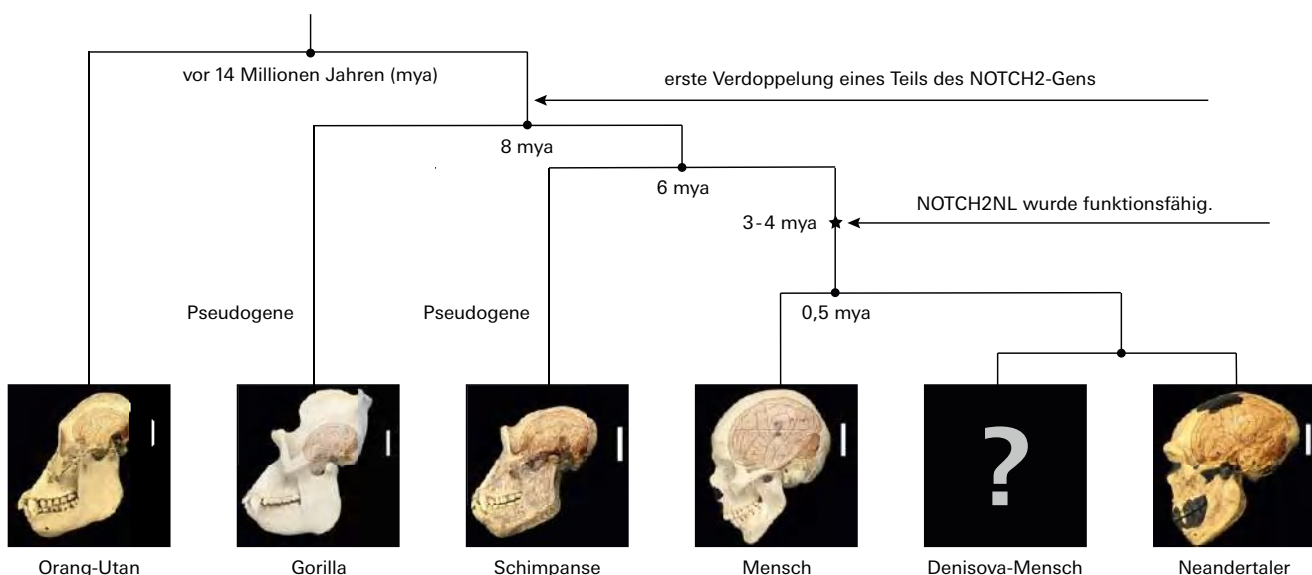 vor 14 Millionen Jahren (mya)
erste Verdoppelung eines Teils des NOTCH2-Gens
8 mya
6 mya
NOTCH2NL wurde funktionsfähig.
3-4 mya
Pseudogene
Pseudogene
0,5 mya
?
Orang-Utan
Gorilla
Schimpanse
Mensch
Denisova-Mensch
Neandertaler